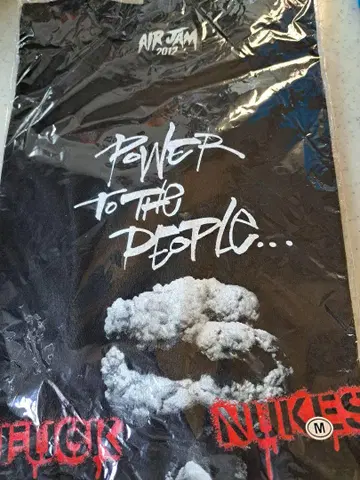 AIR JAM
2012
POWER
TO THE
PEOPLE...
FUCK NUKES
M